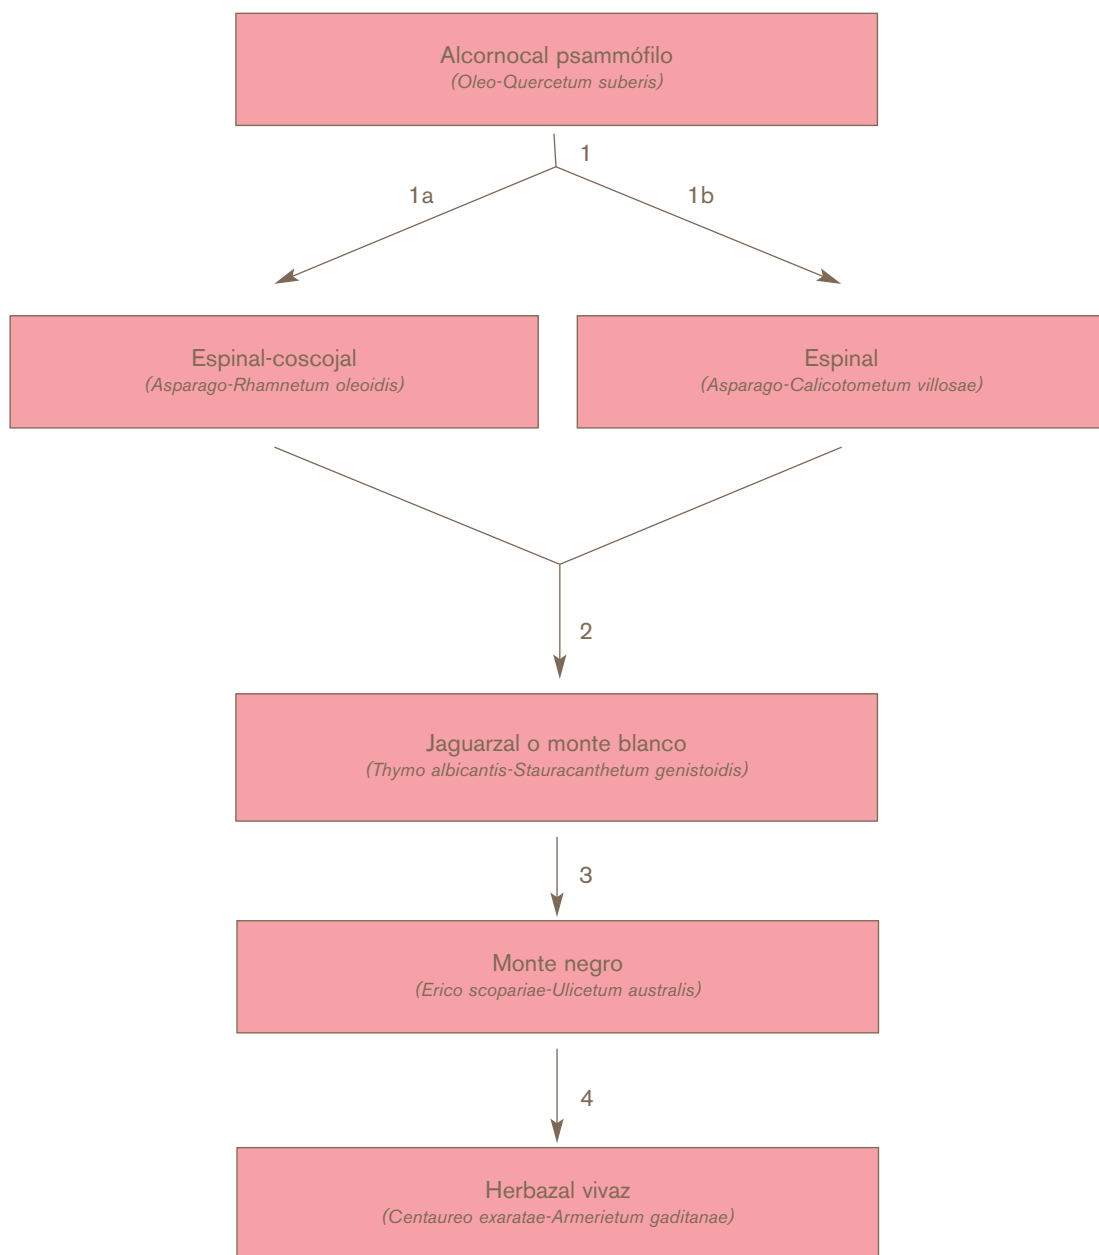 Alcornocal psammófilo
(Oleo-Quercetum suberis)
1
1a
1b
Espinal-coscojal
(Asparago-Rhamnetum oleoidis)
Espinal
(Asparago-Calicotometum villosae)
2
Jaguarzal o monte blanco
(Thymo albicantis-Stauracanthetum genistoidis)
3
Monte negro
(Erico scopariae-Ulicetum australis)
4
Herbazal vivaz
(Centaureo exaratae-Armerietum gaditanae)